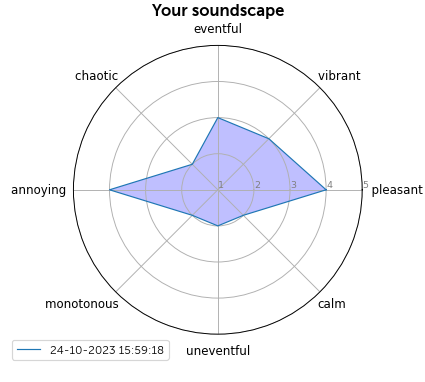 Your soundscape
eventful
chaotic
vibrant
annoying
1 2 3 4 5
pleasant
monotonous
calm
24-10-2023 15:59:18
uneventful